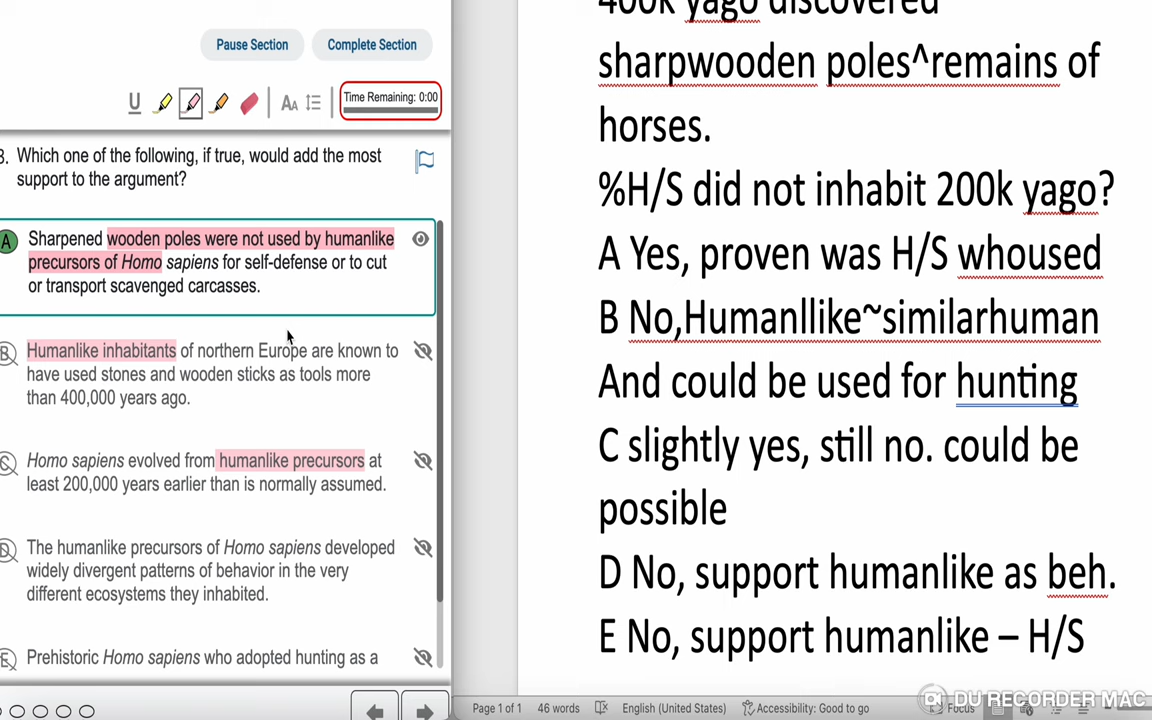 Pause Section
Complete Section
U
AA
Time Remaining: 0:00
3. Which one of the following, if true, would add the most
support to the argument?
A
Sharpened wooden poles were not used by humanlike
precursors of Homo sapiens for self-defense or to cut
or transport scavenged carcasses.
B
Humanlike inhabitants of northern Europe are known to
have used stones and wooden sticks as tools more
than 400,000 years ago.
C
Homo sapiens evolved from humanlike precursors at
least 200,000 years earlier than is normally assumed.
D
The humanlike precursors of Homo sapiens developed
widely divergent patterns of behavior in the very
different ecosystems they inhabited.
E
Prehistoric Homo sapiens who adopted hunting as a
400k yago discovered
sharpwooden poles^remains of
horses.
%H/S did not inhabit 200k yago?
A Yes, proven was H/S whoused
B No,Humanllike~similarhuman
And could be used for hunting
C slightly yes, still no. could be
possible
D No, support humanlike as beh.
E No, support humanlike – H/S
Page 1 of 1
46 words
English (United States)
Accessibility: Good to go
Focus
DU RECORDER MAC